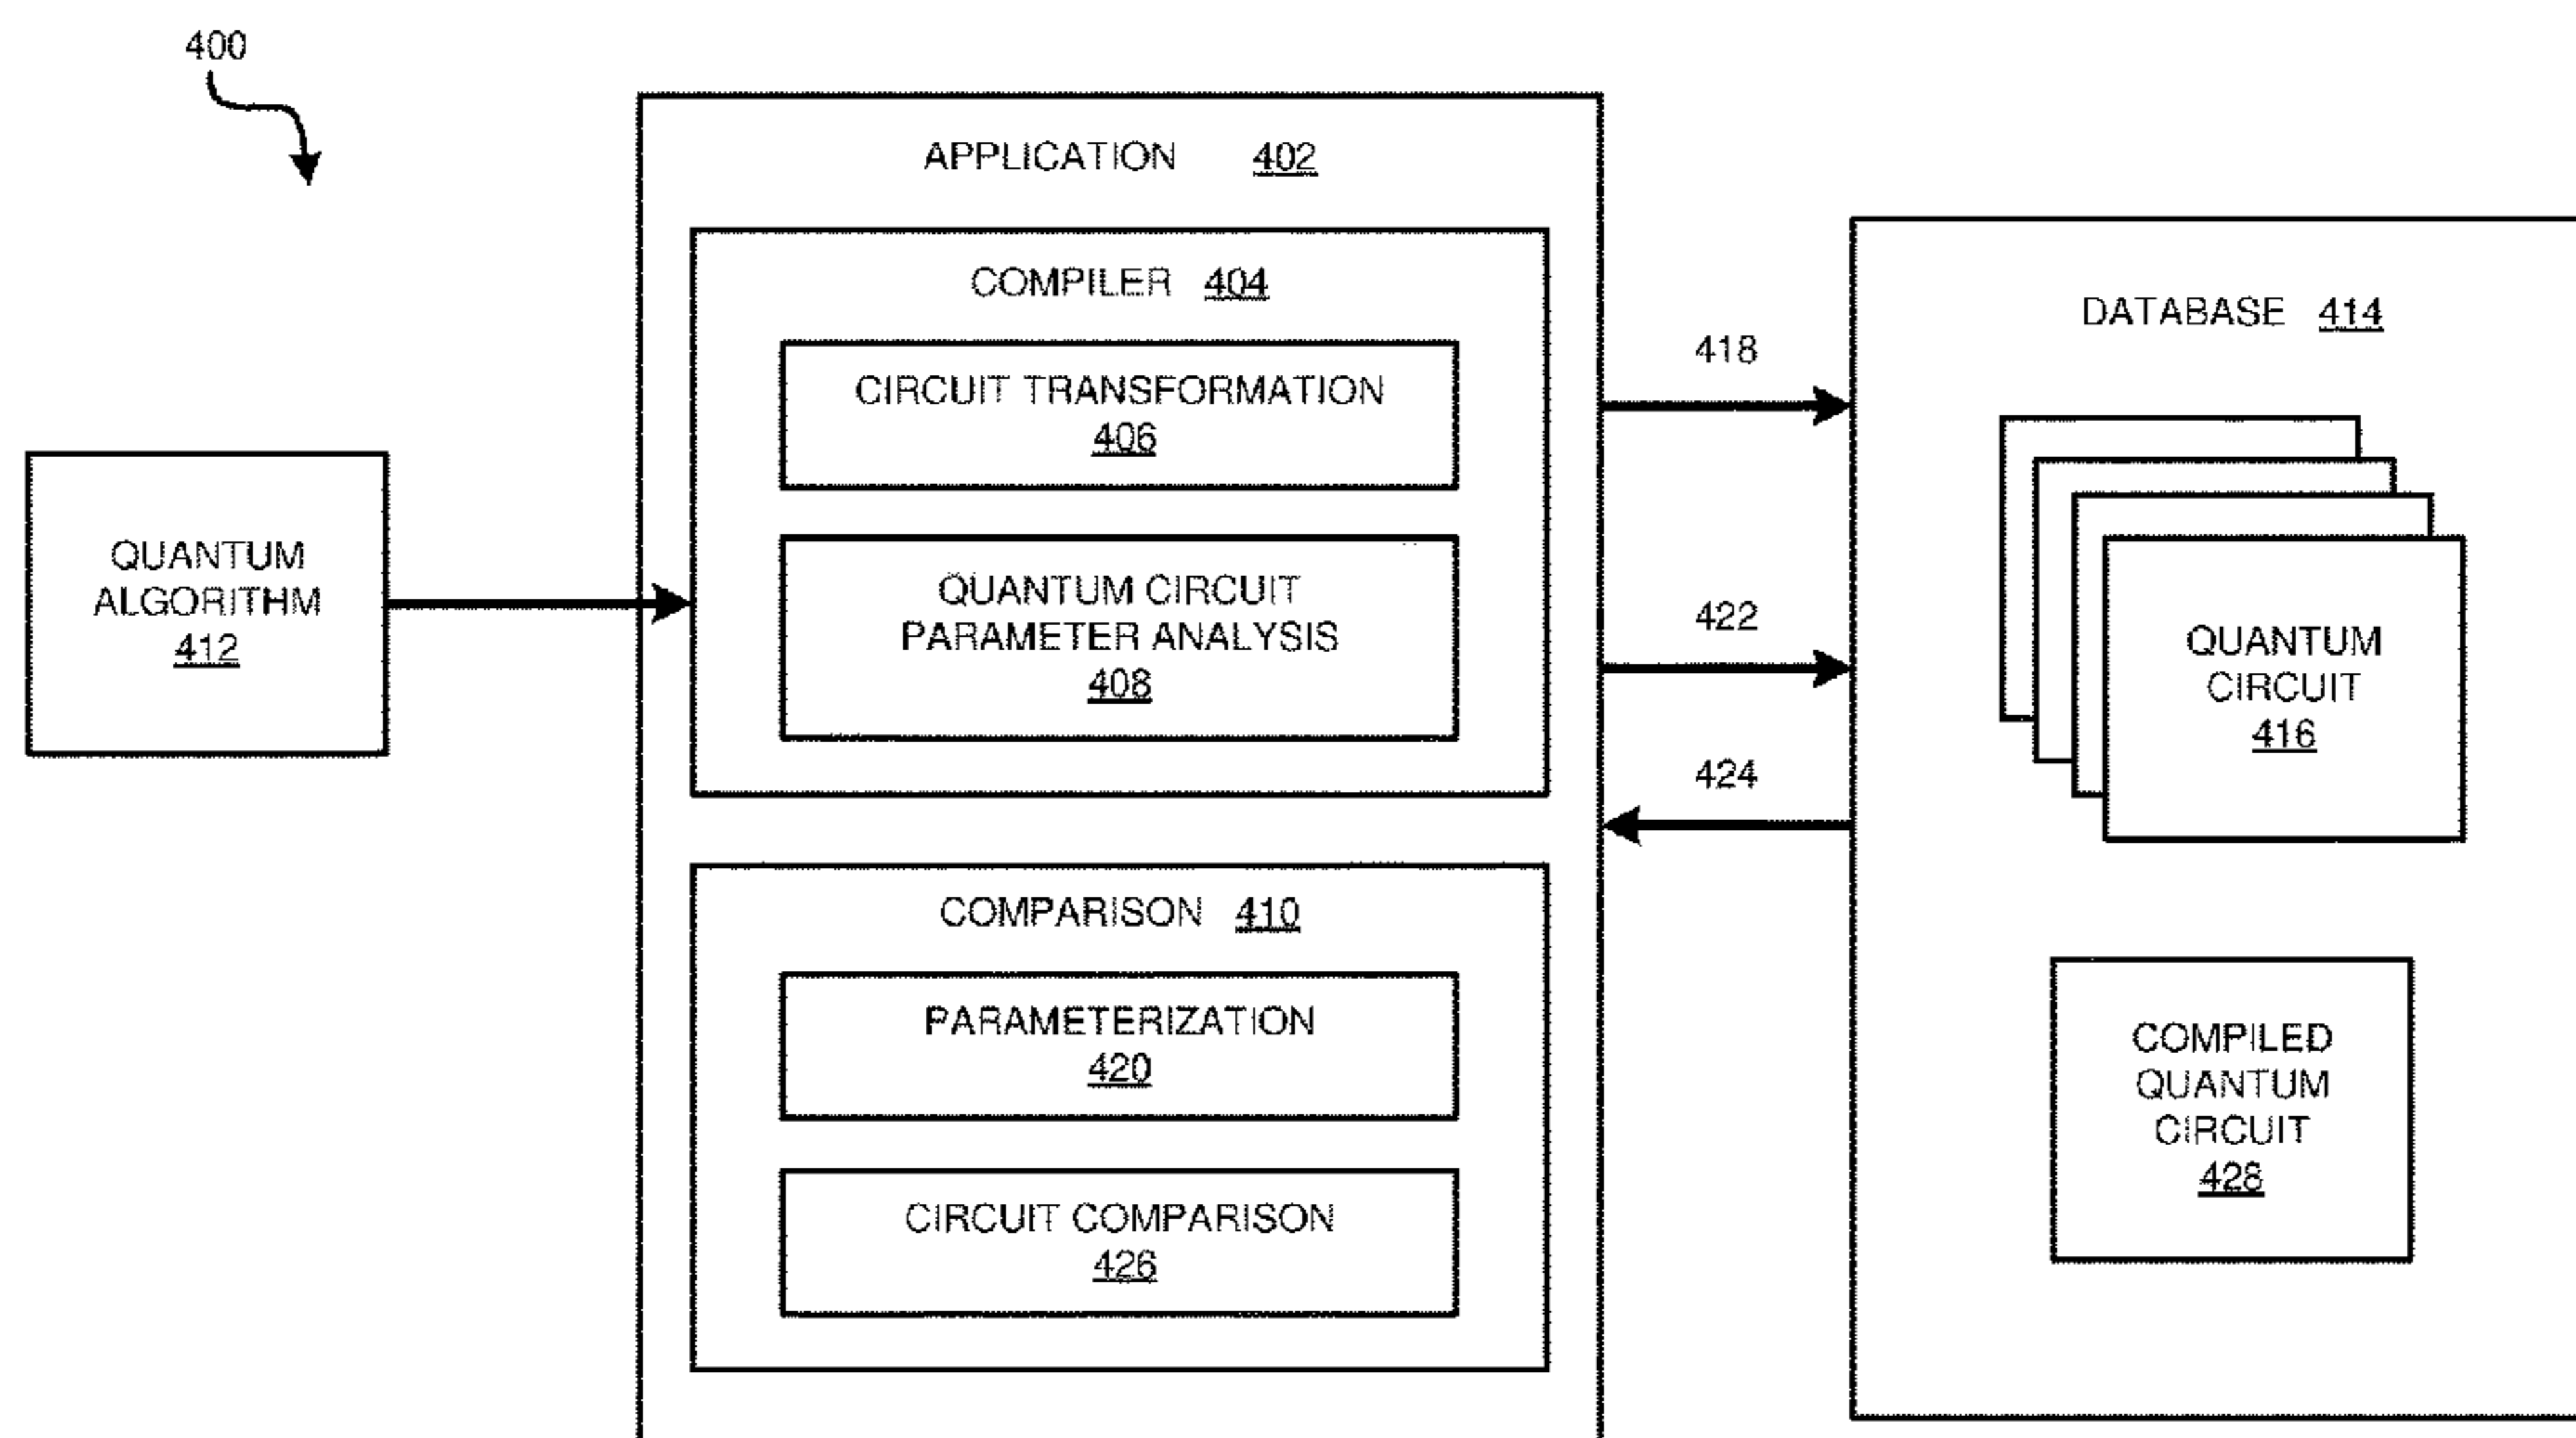 400
APPLICATION 402
COMPILER 404
CIRCUIT TRANSFORMATION
406
QUANTUM CIRCUIT
PARAMETER ANALYSIS
408
QUANTUM
ALGORITHM
412
COMPARISON 410
PARAMETERIZATION
420
CIRCUIT COMPARISON
426
418
422
424
DATABASE 414
QUANTUM
CIRCUIT
416
COMPILED
QUANTUM
CIRCUIT
428